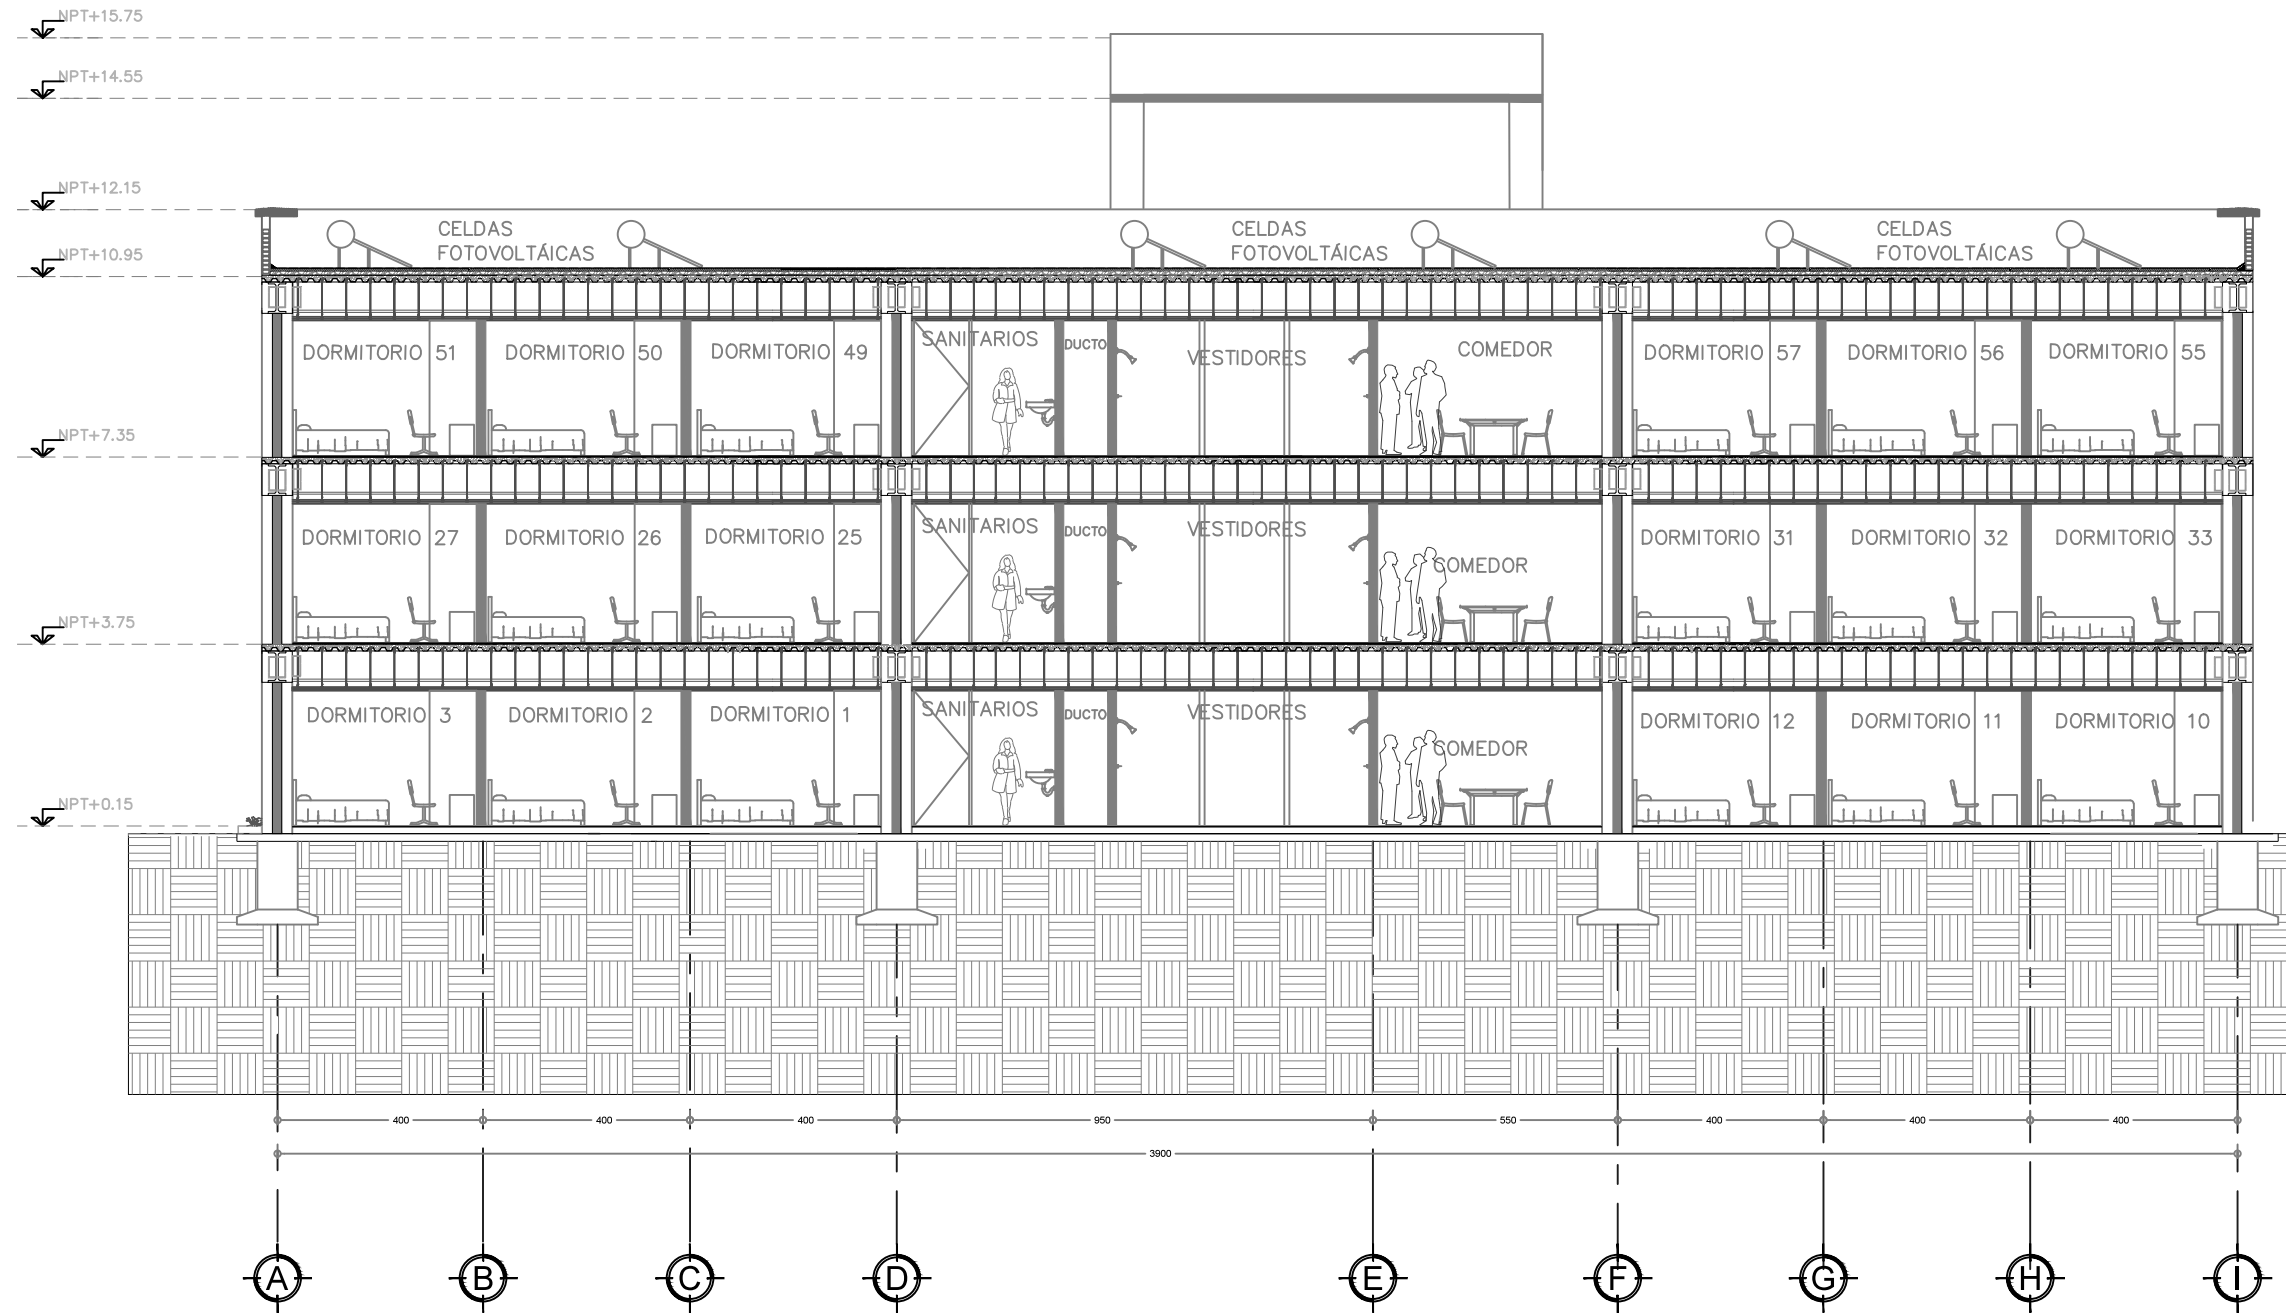 NPT+15.75
NPT+14.55
NPT+12.15
CELDAS
FOTOVOLTÁICAS
CELDAS
FOTOVOLTÁICAS
CELDAS
FOTOVOLTÁICAS
NPT+10.95
DORMITORIO 51
DORMITORIO 50
DORMITORIO 49
SANITARIOS
DUCTO
VESTIDORES
COMEDOR
DORMITORIO 57
DORMITORIO 56
DORMITORIO 55
NPT+7.35
DORMITORIO 27
DORMITORIO 26
DORMITORIO 25
SANITARIOS
DUCTO
VESTIDORES
COMEDOR
DORMITORIO 31
DORMITORIO 32
DORMITORIO 33
NPT+3.75
DORMITORIO 3
DORMITORIO 2
DORMITORIO 1
SANITARIOS
DUCTO
VESTIDORES
COMEDOR
DORMITORIO 12
DORMITORIO 11
DORMITORIO 10
NPT+0.15
400 400 400 950 550 400 400 400
3900
A B C D E F G H I